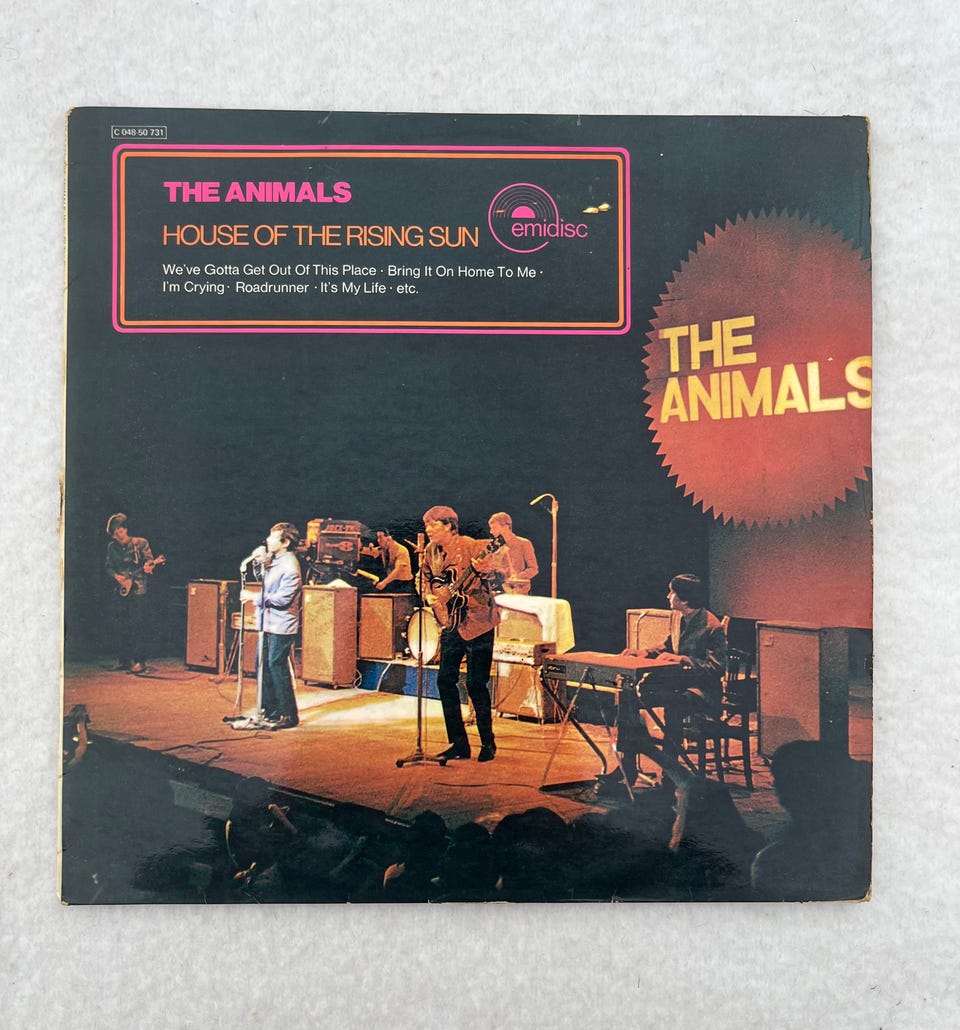 C 048-50 731
THE ANIMALS
HOUSE OF THE RISING SUN
emidisc
We've Gotta Get Out Of This Place · Bring It On Home To Me ·
I'm Crying · Roadrunner · It's My Life · etc.
THE
ANIMALS